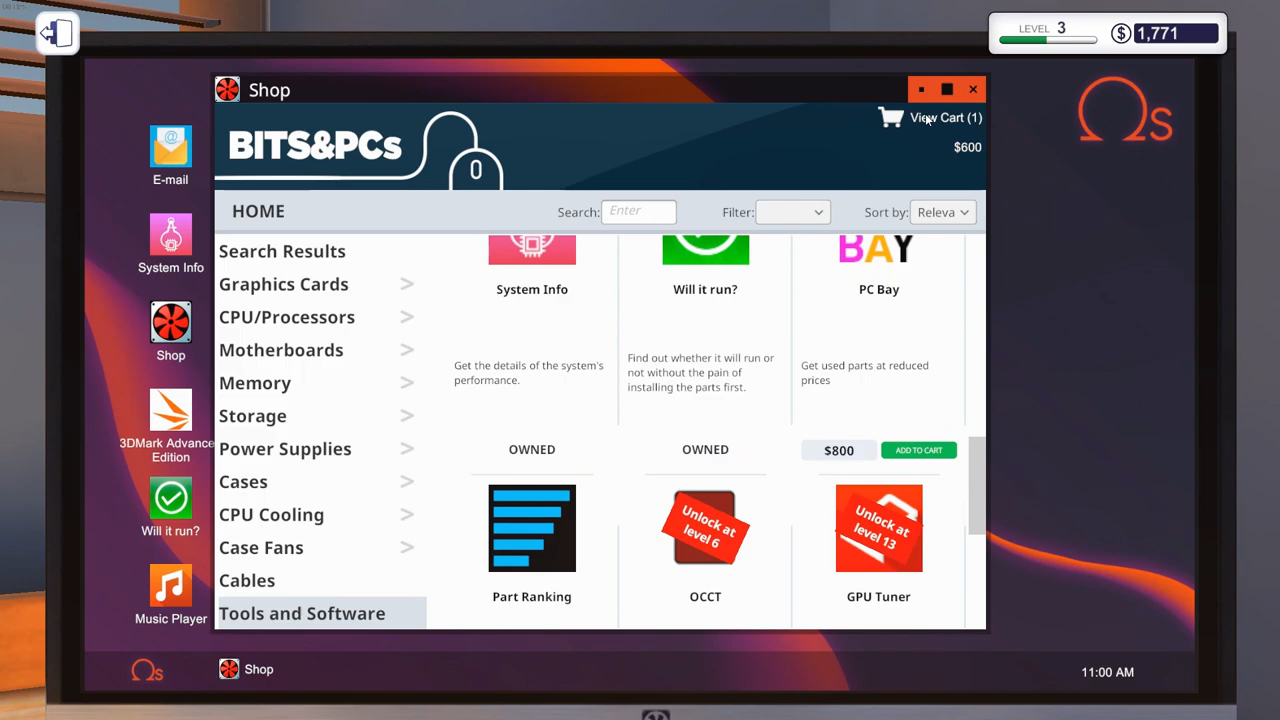 LEVEL 3
$ 1,771
Shop
View Cart (1)
BITS&PCs
$600
HOME
Search: Enter
Filter:
Sort by: Releva
E-mail
System Info
Shop
3DMark Advance
Edition
Will it run?
Music Player
Search Results
Graphics Cards >
CPU/Processors >
Motherboards >
Memory >
Storage >
Power Supplies >
Cases >
CPU Cooling >
Case Fans >
Cables
Tools and Software
System Info
Get the details of the system's
performance.
OWNED
Will it run?
Find out whether it will run or
not without the pain of
installing the parts first.
OWNED
BAY
PC Bay
Get used parts at reduced
prices
$800
ADD TO CART
Part Ranking
Unlock at
level 6
OCCT
Unlock at
level 13
GPU Tuner
Ωs
Ωs
Shop
11:00 AM